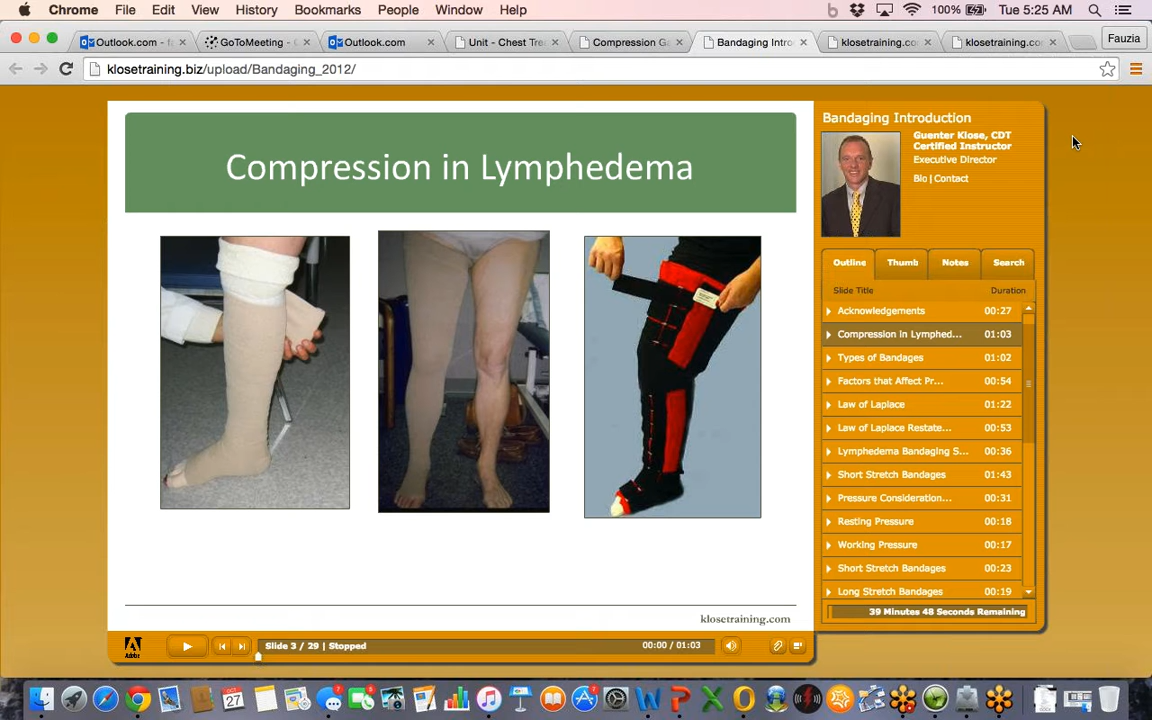 Chrome File Edit View History Bookmarks People Window Help 100% Tue 5:25 AM
Outlook.com - f GoToMeeting - C Outlook.com Unit - Chest Tre Compression Ga Bandaging Intro klosetraining.co klosetraining.co Fauzia
klosetraining.biz/upload/Bandaging_2012/
Compression in Lymphedema
klosetraining.com
Bandaging Introduction
Guenter Klose, CDT
Certified Instructor
Executive Director
Bio | Contact
Outline Thumb Notes Search
Slide Title Duration
Acknowledgements 00:27
Compression in Lymphed... 01:03
Types of Bandages 01:02
Factors that Affect Pr... 00:54
Law of Laplace 01:22
Law of Laplace Restate... 00:53
Lymphedema Bandaging S... 00:36
Short Stretch Bandages 01:43
Pressure Consideration... 00:31
Resting Pressure 00:18
Working Pressure 00:17
Short Stretch Bandages 00:23
Long Stretch Bandages 00:19
39 Minutes 48 Seconds Remaining
Adobe Slide 3 / 29 | Stopped 00:00 / 01:03
OCT
27